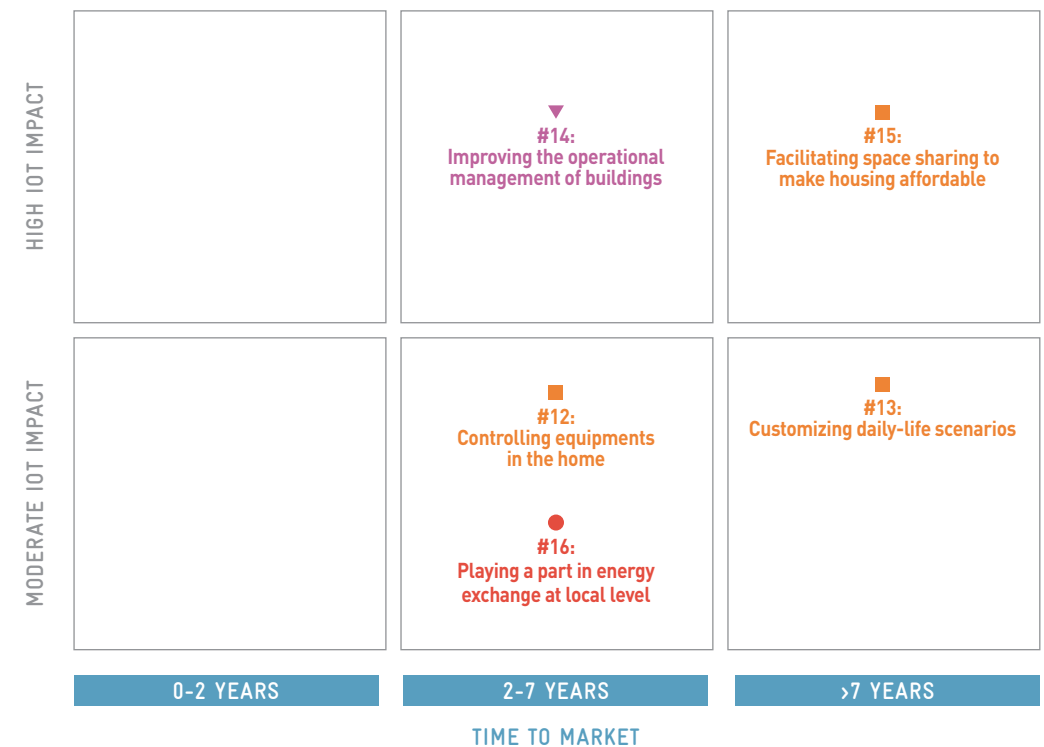 HIGH IOT IMPACT
#14:
Improving the operational
management of buildings
#15:
Facilitating space sharing to
make housing affordable
MODERATE IOT IMPACT
#12:
Controlling equipments
in the home
#16:
Playing a part in energy
exchange at local level
#13:
Customizing daily-life scenarios
0-2 YEARS
2-7 YEARS
>7 YEARS
TIME TO MARKET